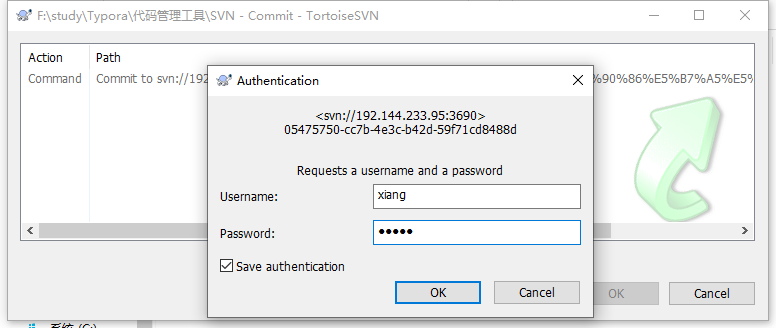 F:\study\Typora\代码管理工具\SVN - Commit - TortoiseSVN
Action Path
Command Commit to svn://192 %90%86%E5%B7%A5%E5%
Authentication
<svn://192.144.233.95:3690>
05475750-cc7b-4e3c-b42d-59f71cd8488d
Requests a username and a password
Username: xiang
Password: ●●●●●
Save authentication
OK Cancel
OK Cancel
系统 (C:)